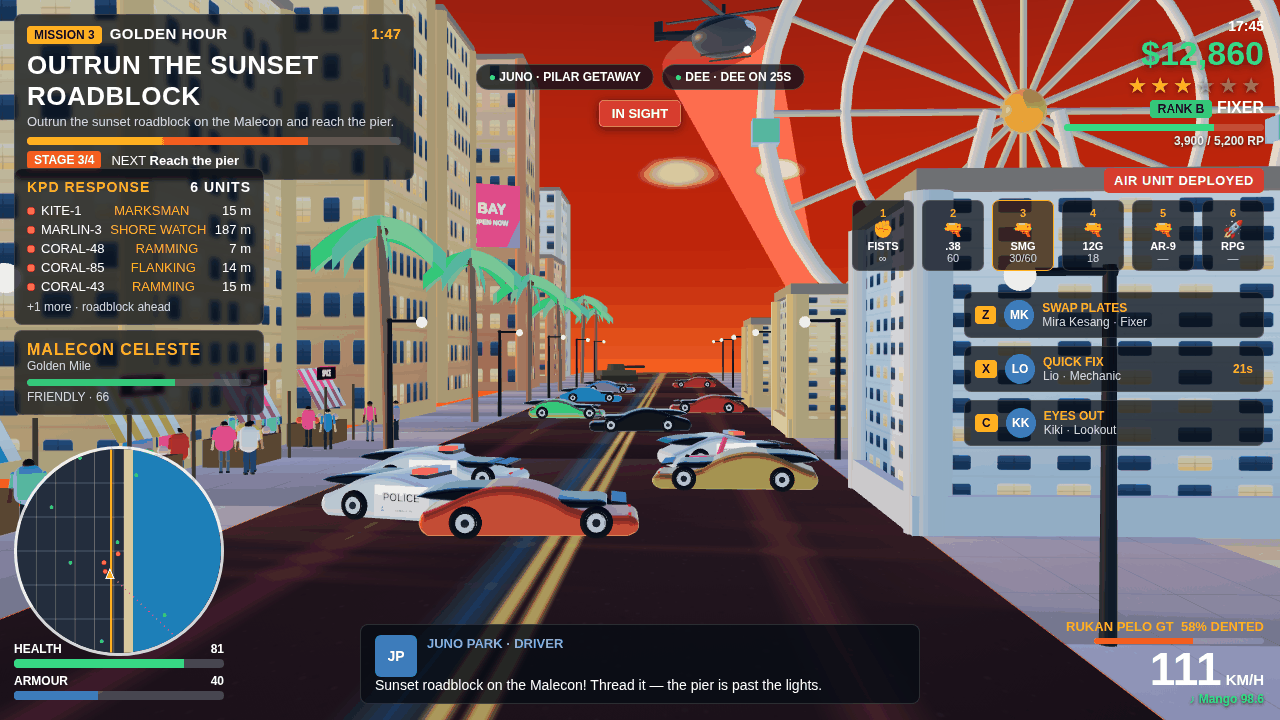 MISSION 3 GOLDEN HOUR 1:47
OUTRUN THE SUNSET
ROADBLOCK
Outrun the sunset roadblock on the Malecon and reach the pier.
STAGE 3/4 NEXT Reach the pier
KPD RESPONSE 6 UNITS
KITE-1 MARKSMAN 15 m
MARLIN-3 SHORE WATCH 187 m
CORAL-48 RAMMING 7 m
CORAL-85 FLANKING 14 m
CORAL-43 RAMMING 15 m
+1 more · roadblock ahead
MALECON CELESTE
Golden Mile
FRIENDLY · 66
JUNO · PILAR GETAWAY
DEE · DEE ON 25S
IN SIGHT
17:45
$12,860
RANK B FIXER
3,900 / 5,200 RP
AIR UNIT DEPLOYED
1 FISTS ∞
2 .38 60
3 SMG 30/60
4 12G 18
5 AR-9 —
6 RPG —
Z MK SWAP PLATES
Mira Kesang · Fixer
X LO QUICK FIX 21s
Lio · Mechanic
C KK EYES OUT
Kiki · Lookout
BAY
OPEN NOW
POLICE
HEALTH 81
ARMOUR 40
JP JUNO PARK · DRIVER
Sunset roadblock on the Malecon! Thread it — the pier is past the lights.
RUKAN PELO GT 58% DENTED
111 KM/H
♪ Mango 98.6